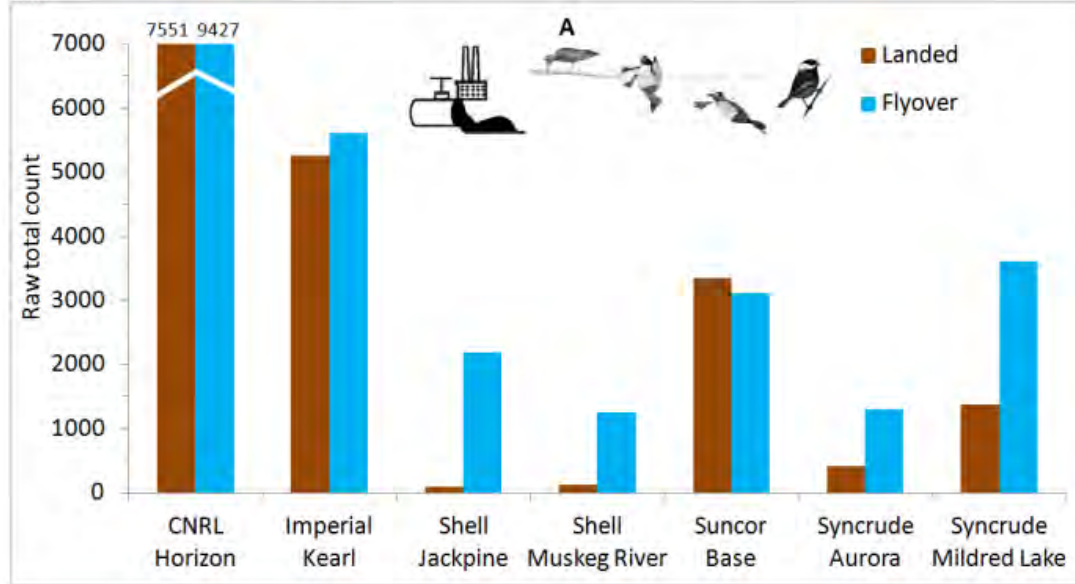 7551 9427
A
Landed
Flyover
Raw total count
7000
6000
5000
4000
3000
2000
1000
0
CNRL
Horizon
Imperial
Kearl
Shell
Jackpine
Shell
Muskeg River
Suncor
Base
Syncrude
Aurora
Syncrude
Mildred Lake